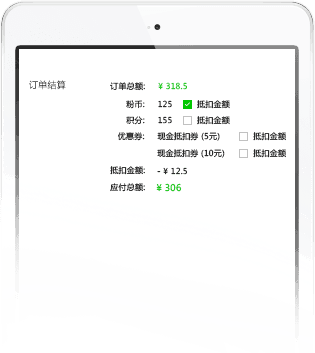 订单结算
订单总额: ¥ 318.5
粉币: 125 抵扣金额
积分: 155 抵扣金额
优惠券: 现金抵扣券 (5元) 抵扣金额
现金抵扣券 (10元) 抵扣金额
抵扣金额: - ¥ 12.5
应付总额: ¥ 306